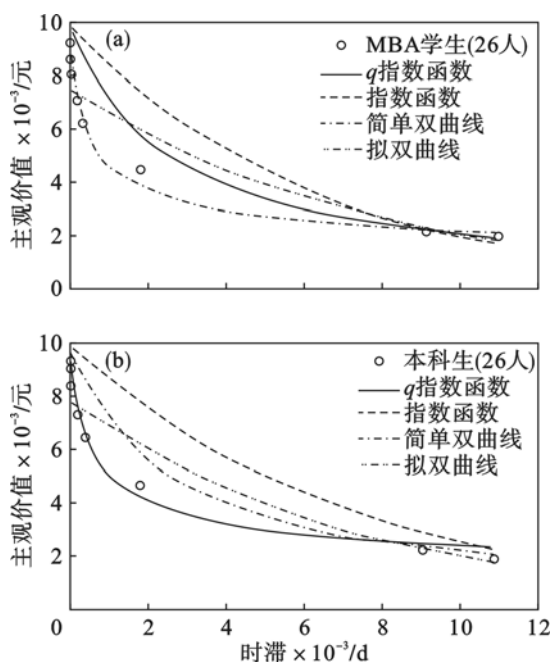 主观价值 ×10⁻³/元
10
8
6
4
2
0
(a)
MBA学生(26人)
q指数函数
指数函数
简单双曲线
拟双曲线
主观价值 ×10⁻³/元
10
8
6
4
2
(b)
本科生(26人)
q指数函数
指数函数
简单双曲线
拟双曲线
0 2 4 6 8 10 12
时滞 ×10⁻³/d